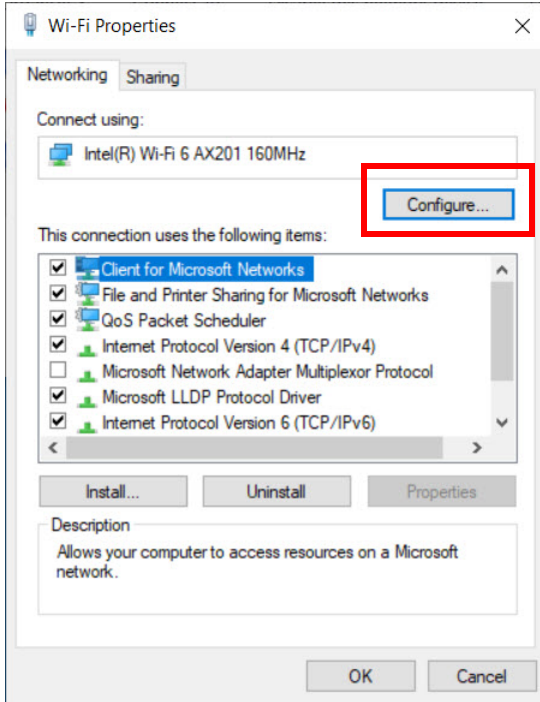 Wi-Fi Properties
Networking
Sharing
Connect using:
Intel(R) Wi-Fi 6 AX201 160MHz
Configure...
This connection uses the following items:
Client for Microsoft Networks
File and Printer Sharing for Microsoft Networks
QoS Packet Scheduler
Internet Protocol Version 4 (TCP/IPv4)
Microsoft Network Adapter Multiplexor Protocol
Microsoft LLDP Protocol Driver
Internet Protocol Version 6 (TCP/IPv6)
Install...
Uninstall
Properties
Description
Allows your computer to access resources on a Microsoft
network.
OK
Cancel